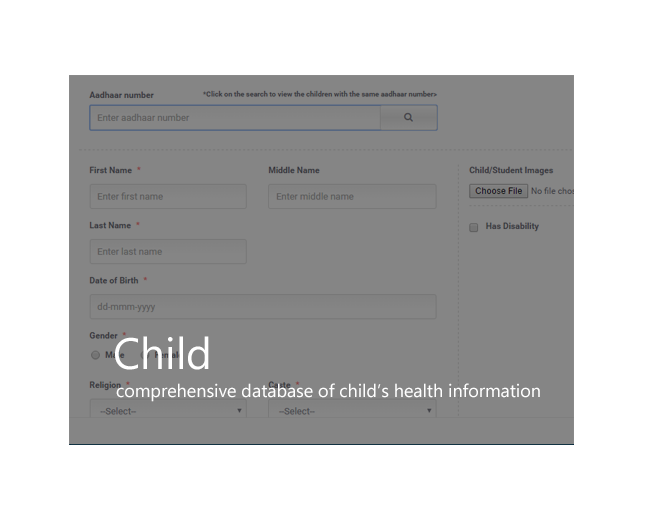 Aadhaar number
*Click on the search to view the children with the same aadhaar number*
Enter aadhaar number
First Name *
Middle Name
Child/Student Images
Enter first name
Enter middle name
Choose File No file chos
Last Name *
Has Disability
Enter last name
Date of Birth *
dd-mmm-yyyy
Gender *
Male Female
Child
Religion *
Caste *
comprehensive database of child’s health information
--Select--
--Select--